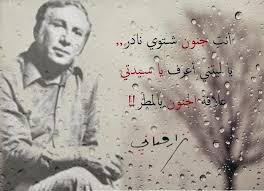 أنت جنون شتوي نادر,,
يا ليتني أعرف يا سيدتي
علاقة الجنون بالمطر !!